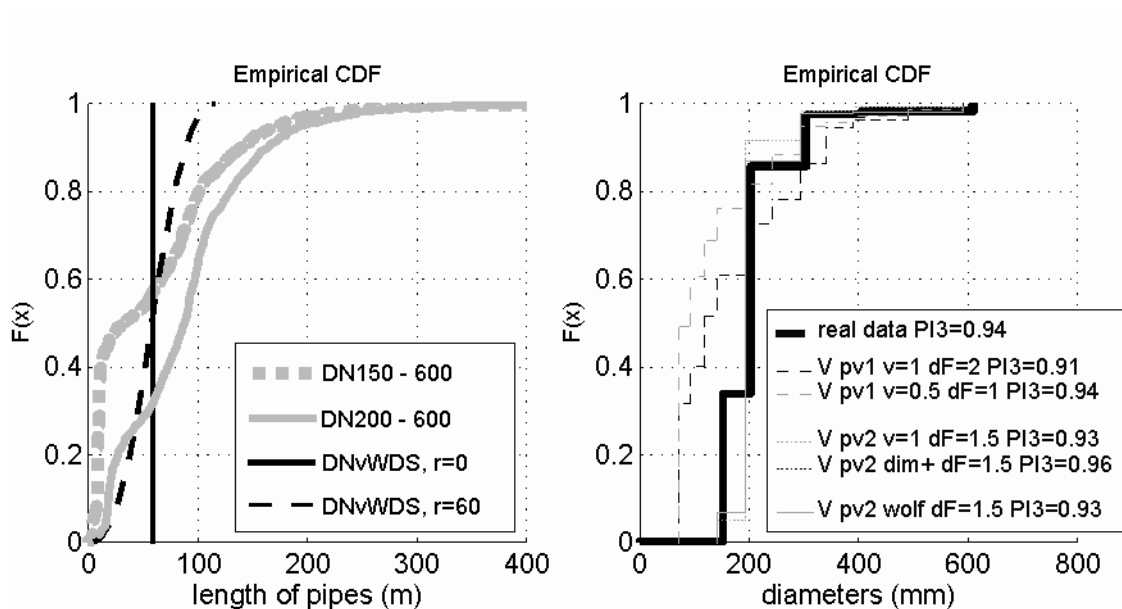 Empirical CDF
1
0.8
0.6
0.4
0.2
0
F(x)
0
100
200
300
400
length of pipes (m)
DN150 - 600
DN200 - 600
DNvWDS, r=0
DNvWDS, r=60
Empirical CDF
1
0.8
0.6
0.4
0.2
0
F(x)
0
200
400
600
800
diameters (mm)
real data PI3=0.94
V pv1 v=1 dF=2 PI3=0.91
V pv1 v=0.5 dF=1 PI3=0.94
V pv2 v=1 dF=1.5 PI3=0.93
V pv2 dim+ dF=1.5 PI3=0.96
V pv2 wolf dF=1.5 PI3=0.93